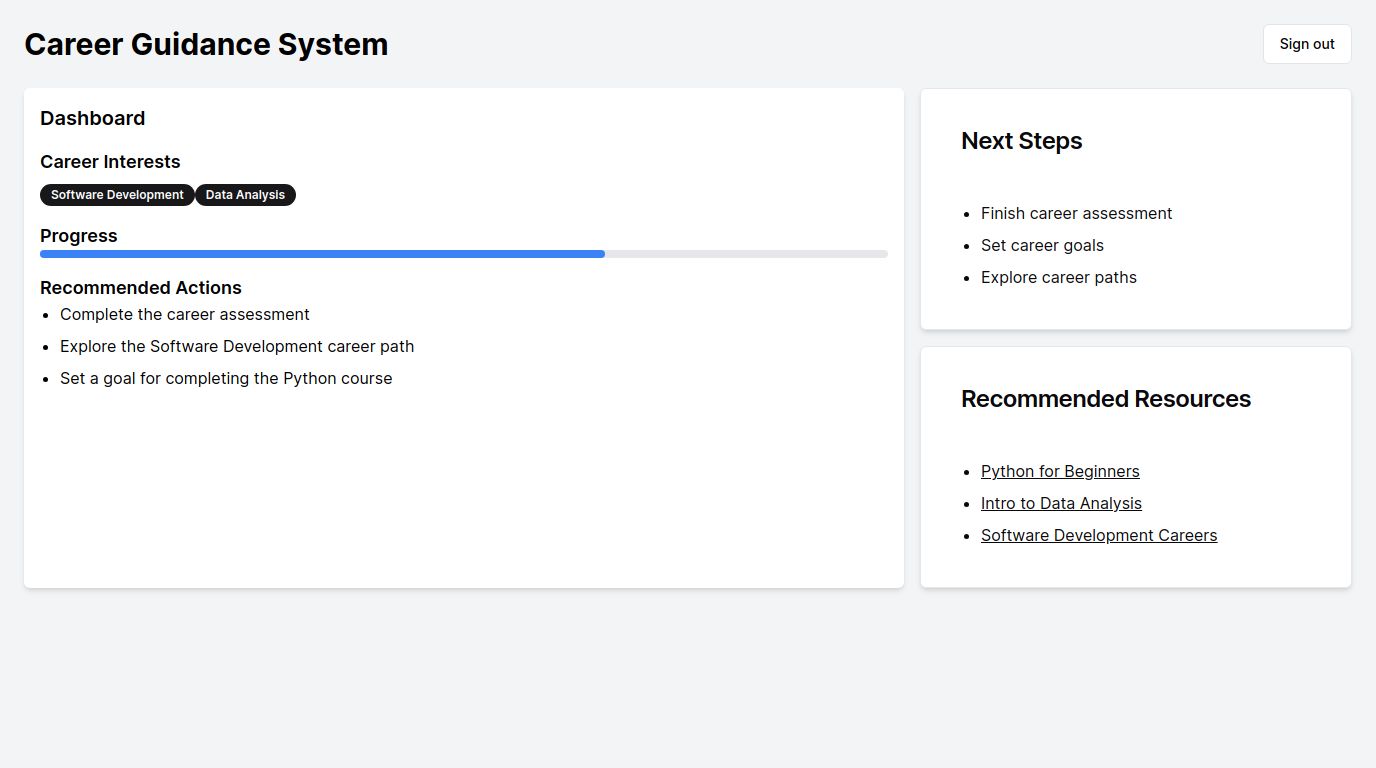 Career Guidance System
Sign out
Dashboard
Career Interests
Software Development Data Analysis
Progress
Recommended Actions
Complete the career assessment
Explore the Software Development career path
Set a goal for completing the Python course
Next Steps
Finish career assessment
Set career goals
Explore career paths
Recommended Resources
Python for Beginners
Intro to Data Analysis
Software Development Careers